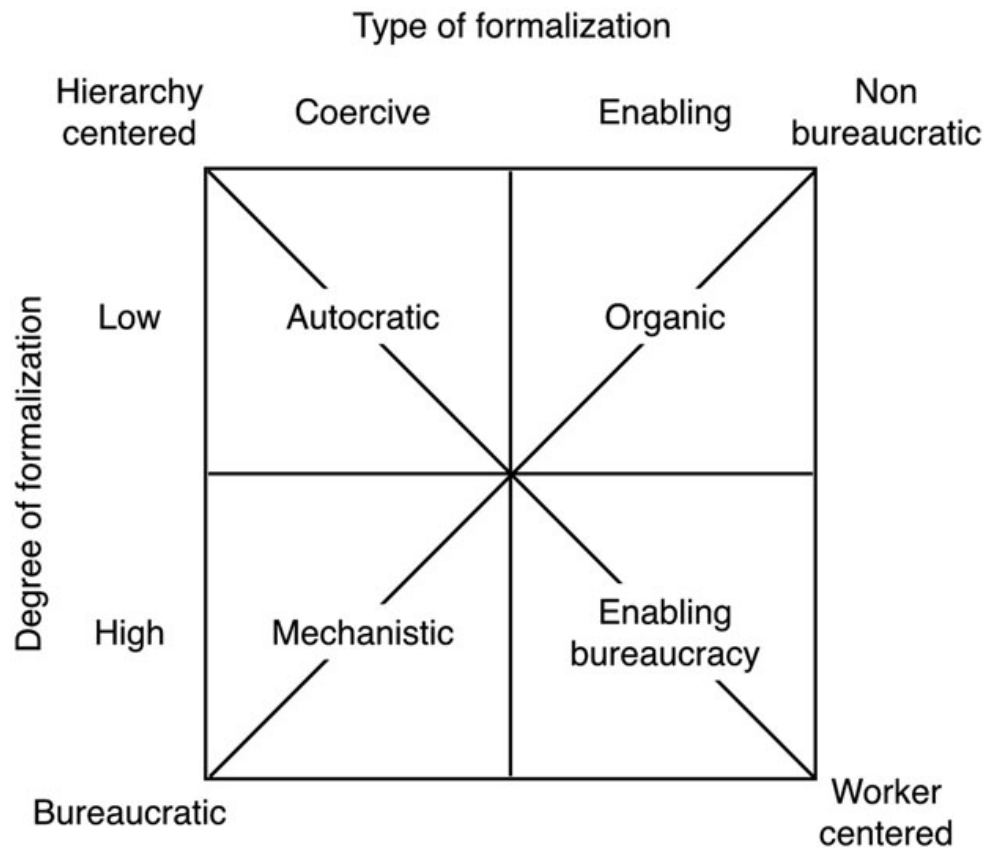 Type of formalization
Hierarchy
centered
Coercive
Enabling
Non
bureaucratic
Degree of formalization
Low
Autocratic
Organic
High
Mechanistic
Enabling
bureaucracy
Bureaucratic
Worker
centered